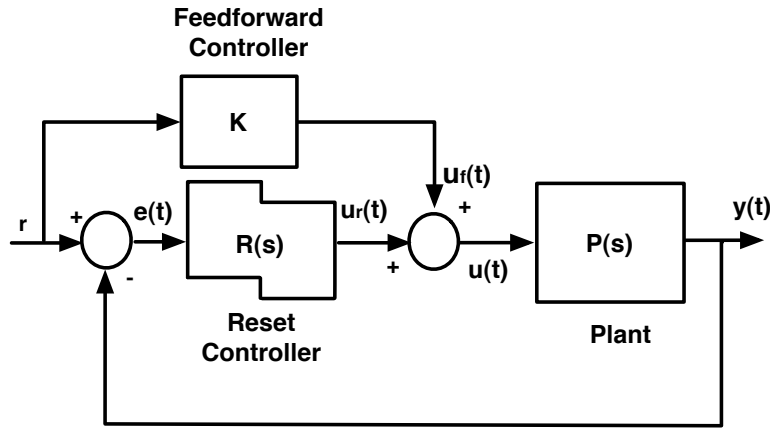 Feedforward
Controller
K
uf(t)
r
+
e(t)
R(s)
ur(t)
+
+
u(t)
P(s)
y(t)
-
Reset
Controller
Plant